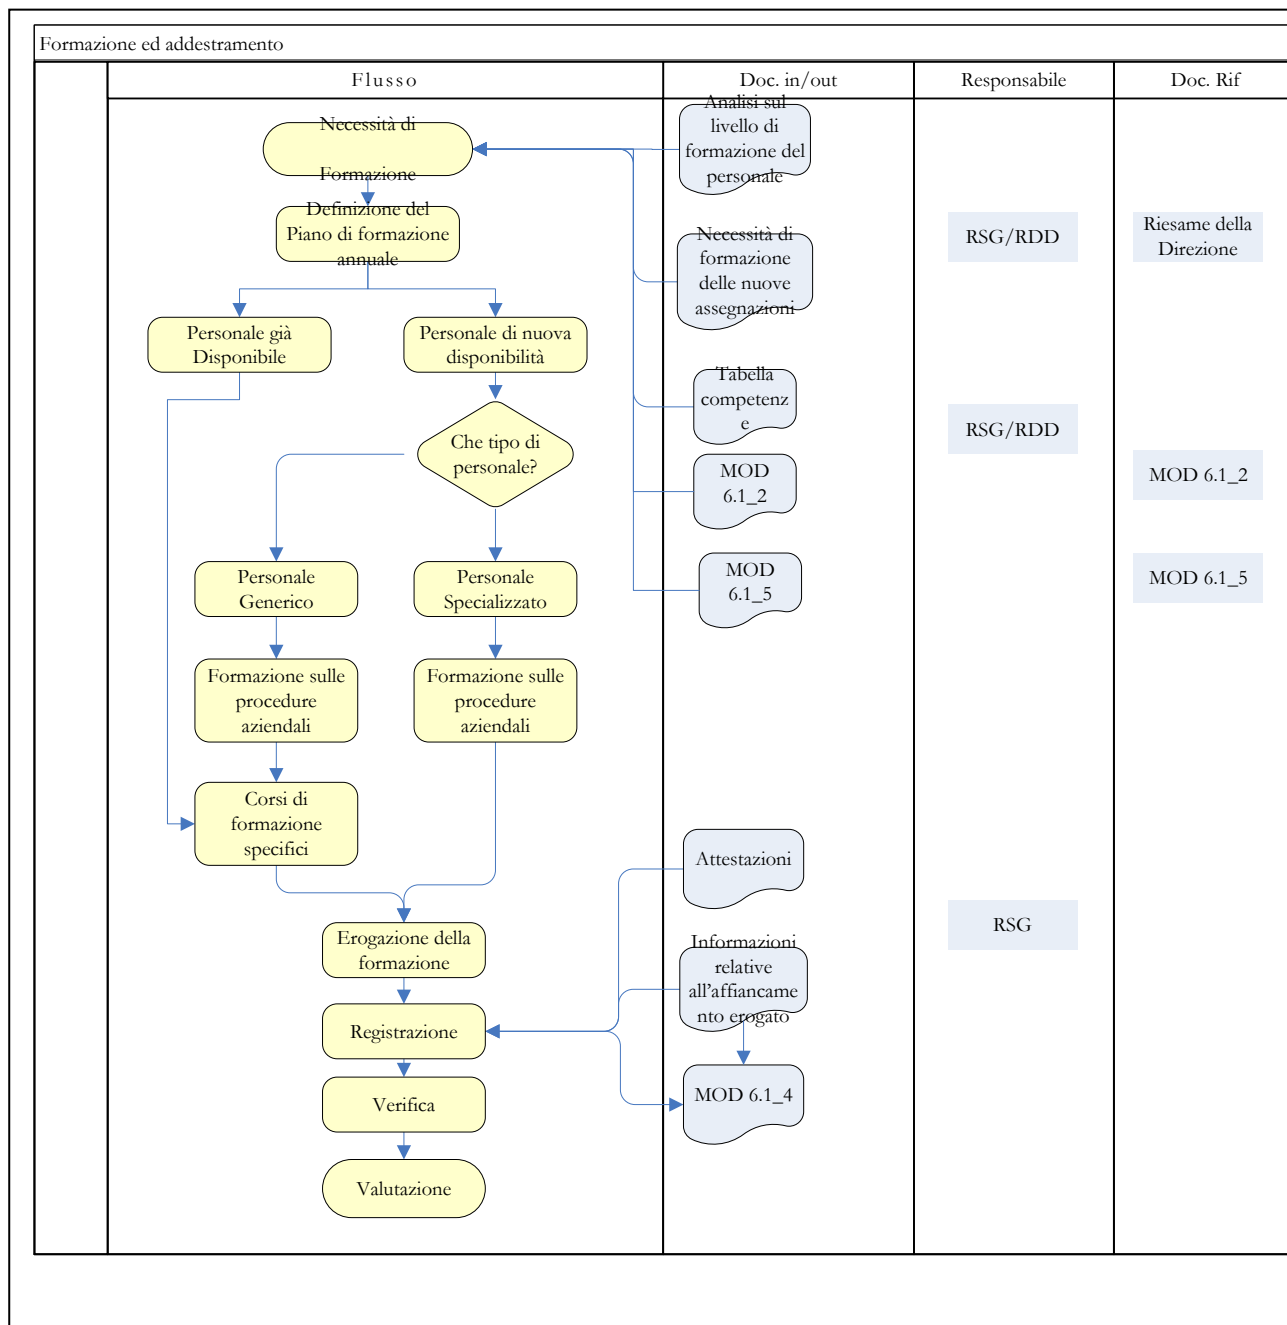 Formazione ed addestramento
Flusso
Doc. in/out
Responsabile
Doc. Rif
Necessità di
Formazione
Analisi sul
livello di
formazione del
personale
Definizione del
Piano di formazione
annuale
Necessità di
formazione
delle nuove
assegnazioni
RSG/RDD
Riesame della
Direzione
Personale già
Disponibile
Personale di nuova
disponibilità
Tabella
competenz
e
RSG/RDD
Che tipo di
personale?
MOD
6.1_2
MOD 6.1_2
Personale
Generico
Personale
Specializzato
MOD
6.1_5
MOD 6.1_5
Formazione sulle
procedure
aziendali
Formazione sulle
procedure
aziendali
Corsi di
formazione
specifici
Attestazioni
Erogazione della
formazione
RSG
Informazioni
relative
all'affiancame
nto erogato
Registrazione
Verifica
MOD 6.1_4
Valutazione